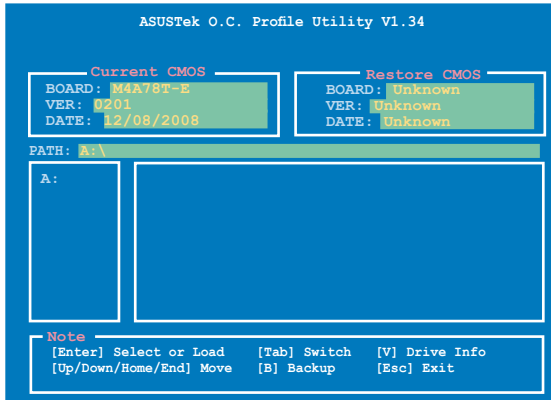 ASUSTek O.C. Profile Utility V1.34
Current CMOS
BOARD: M4A78T-E
VER: 0201
DATE: 12/08/2008
Restore CMOS
BOARD: Unknown
VER: Unknown
DATE: Unknown
PATH: A:\
A:
Note
[Enter] Select or Load [Tab] Switch [V] Drive Info
[Up/Down/Home/End] Move [B] Backup [Esc] Exit